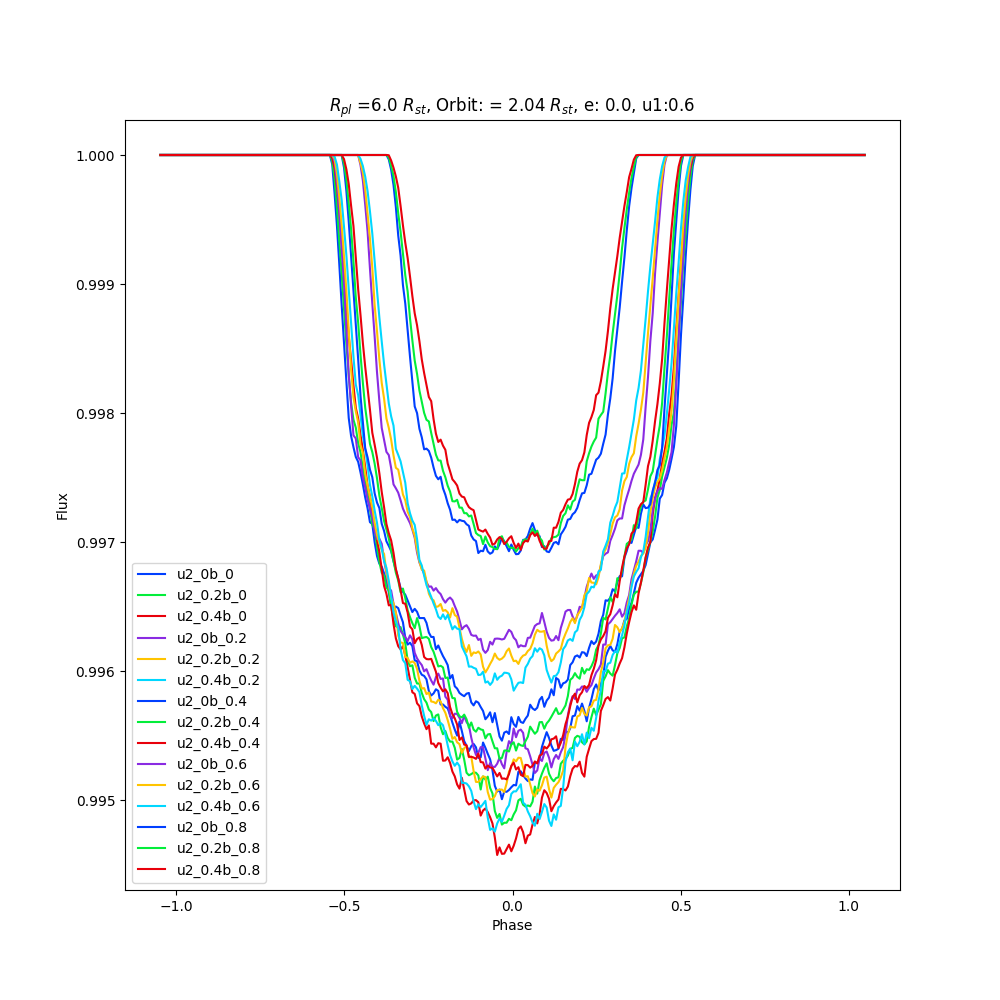 R_pl =6.0 R_st, Orbit: = 2.04 R_st, e: 0.0, u1:0.6
1.000
0.999
0.998
0.997
0.996
0.995
Flux
u2_0b_0
u2_0.2b_0
u2_0.4b_0
u2_0b_0.2
u2_0.2b_0.2
u2_0.4b_0.2
u2_0b_0.4
u2_0.2b_0.4
u2_0.4b_0.4
u2_0b_0.6
u2_0.2b_0.6
u2_0.4b_0.6
u2_0b_0.8
u2_0.2b_0.8
u2_0.4b_0.8
−1.0 −0.5 0.0 0.5 1.0
Phase